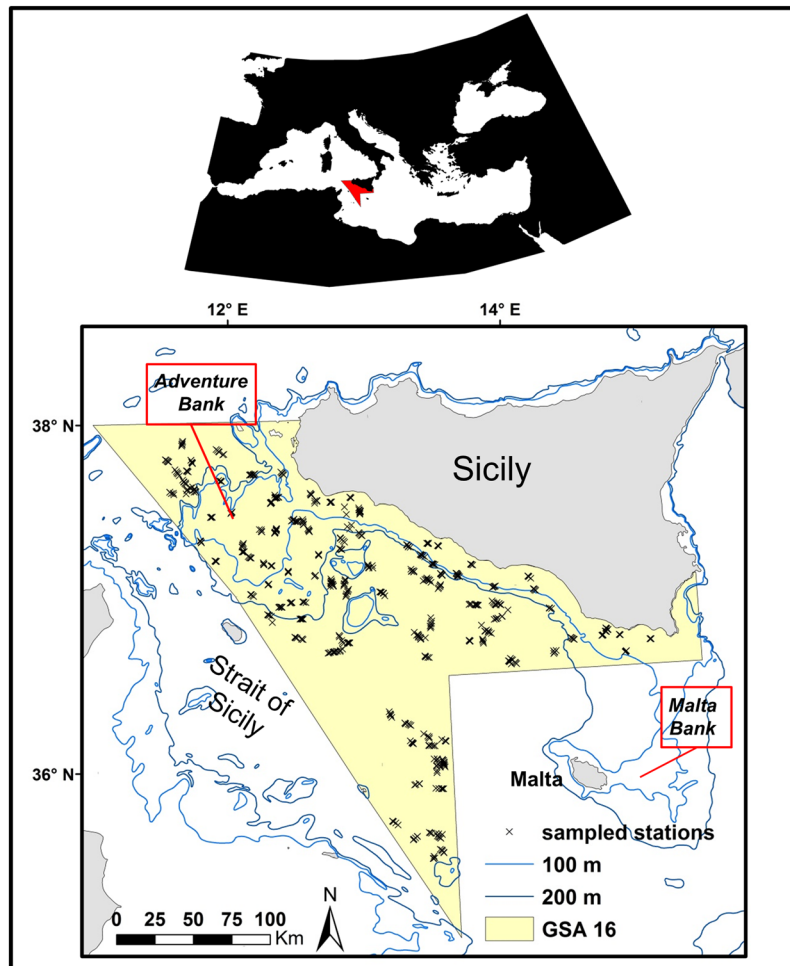 12° E
14° E
Adventure
Bank
38° N
Sicily
Strait of
Sicily
Malta
Bank
36° N
Malta
sampled stations
100 m
N
200 m
0 25 50 75 100
Km
GSA 16